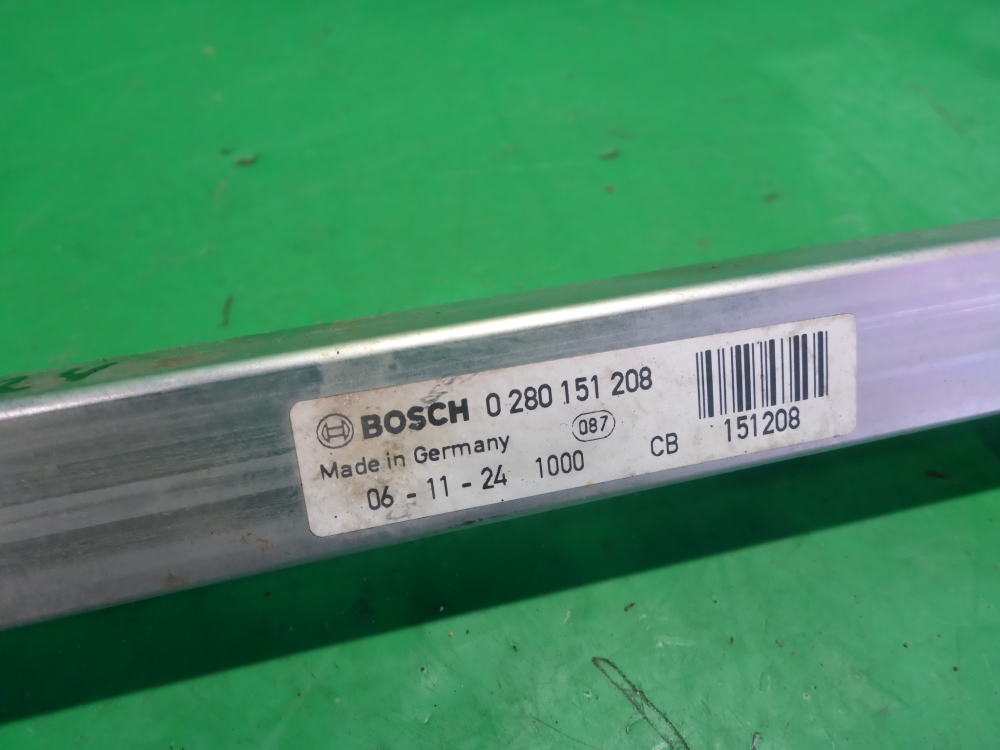 BOSCH 0 280 151 208
Made in Germany 087
06 - 11 - 24 1000 CB 151208